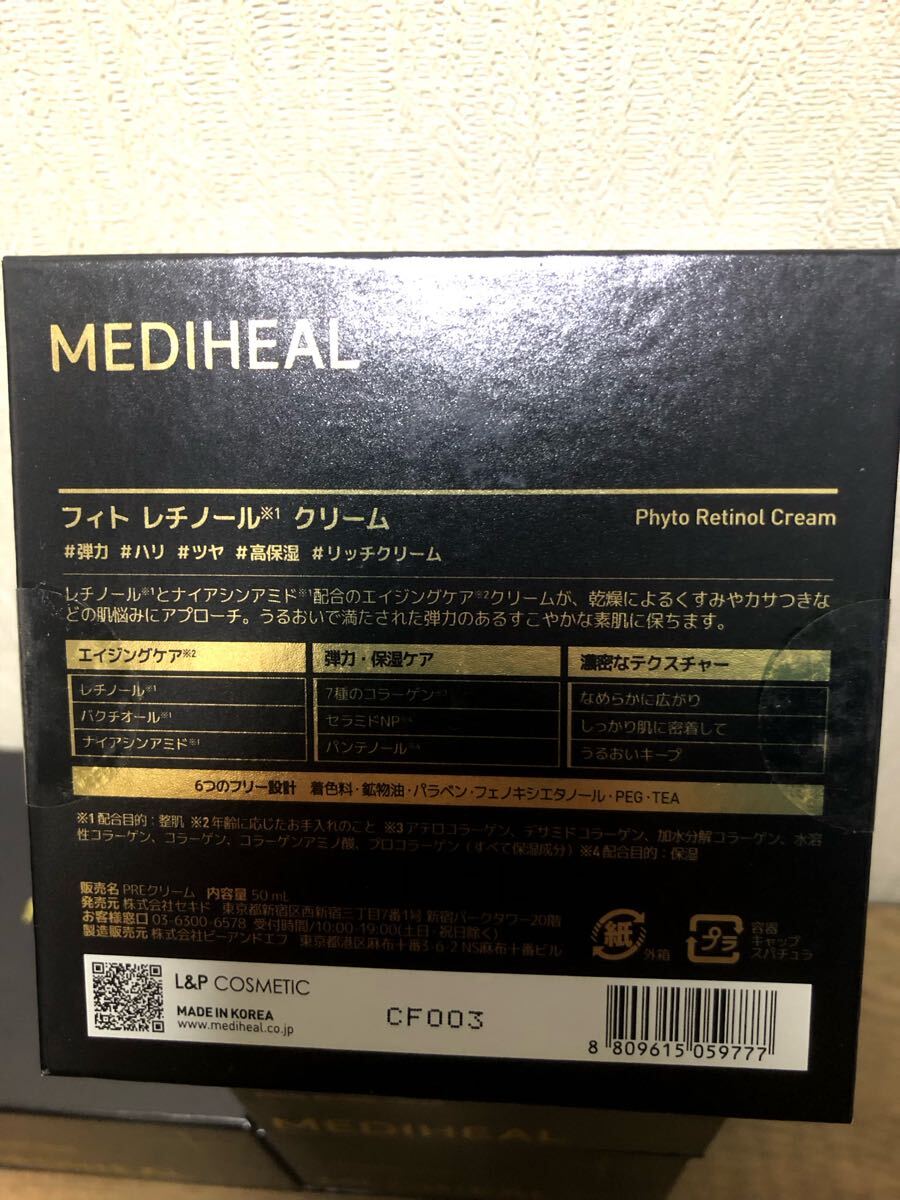 MEDIHEAL
フィト レチノール※1 クリーム
Phyto Retinol Cream
#弾力 #ハリ #ツヤ #高保湿 #リッチクリーム
レチノール※1とナイアシンアミド※1配合のエイジングケア※2クリームが、乾燥によるくすみやカサつきな
どの肌悩みにアプローチ。うるおいで満たされた弾力のあるすこやかな素肌に保ちます。
エイジングケア※2
レチノール※1
バクチオール※1
ナイアシンアミド※1
弾力・保湿ケア
7種のコラーゲン※3
セラミドNP※4
パンテノール※4
濃密なテクスチャー
なめらかに広がり
しっかり肌に密着して
うるおいキープ
6つのフリー設計 着色料・鉱物油・パラベン・フェノキシエタノール・PEG・TEA
※1配合目的:整肌 ※2年齢に応じたお手入れのこと ※3アテロコラーゲン、デサミドコラーゲン、加水分解コラーゲン、水溶
性コラーゲン、コラーゲン、コラーゲンアミノ酸、プロコラーゲン(すべて保湿成分)※4配合目的:保湿
販売名 PREクリーム 内容量 50mL
発売元 株式会社セキド 東京都新宿区西新宿三丁目7番1号 新宿パークタワー20階
お客様窓口 03-6300-6578 受付時間/10:00-19:00(土日・祝日除く)
製造販売元 株式会社ビーアンドエフ 東京都港区麻布十番3-6-2 NS麻布十番ビル
紙
外箱
プラ
容器
キャップ
スパチュラ
L&P COSMETIC
MADE IN KOREA
www.mediheal.co.jp
CF003
8 809615 059777
MEDIHEAL